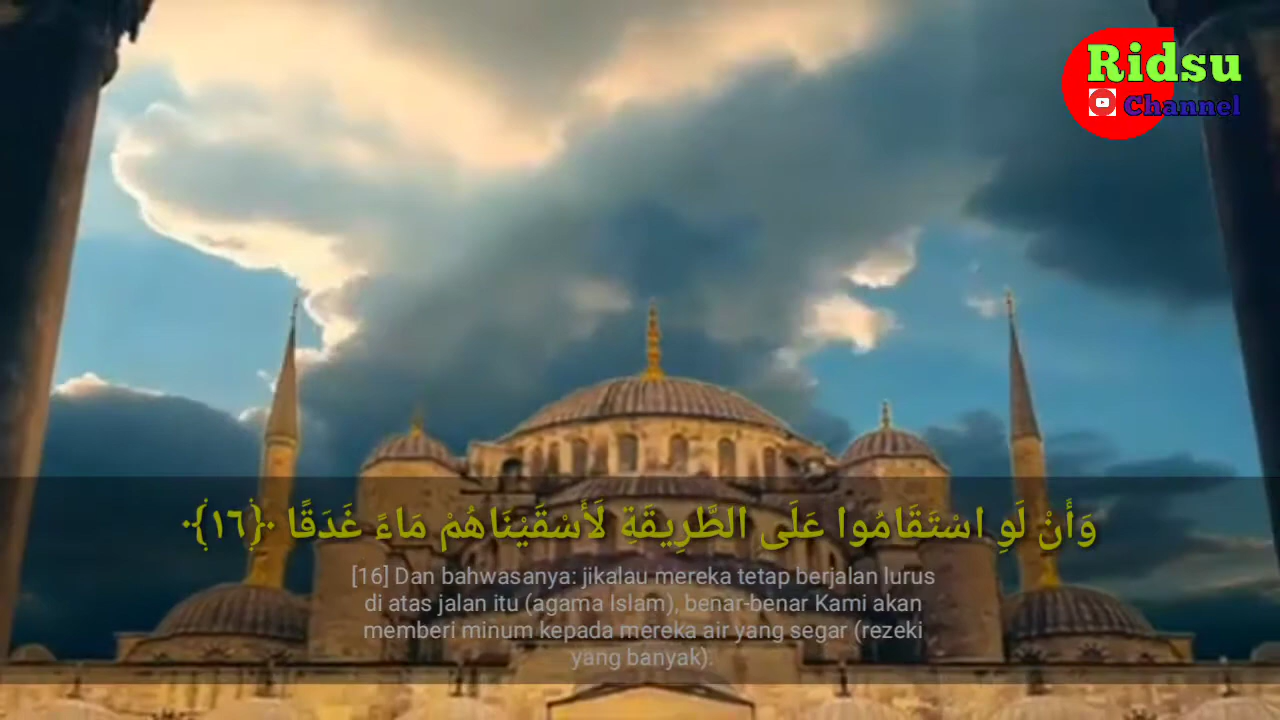 Ridsu
Channel
وَأَنْ لَوِ اسْتَقَامُوا عَلَى الطَّرِيقَةِ لَأَسْقَيْنَاهُمْ مَاءً غَدَقًا ﴿١٦﴾
[16] Dan bahwasanya: jikalau mereka tetap berjalan lurus
di atas jalan itu (agama Islam), benar-benar Kami akan
memberi minum kepada mereka air yang segar (rezeki
yang banyak).